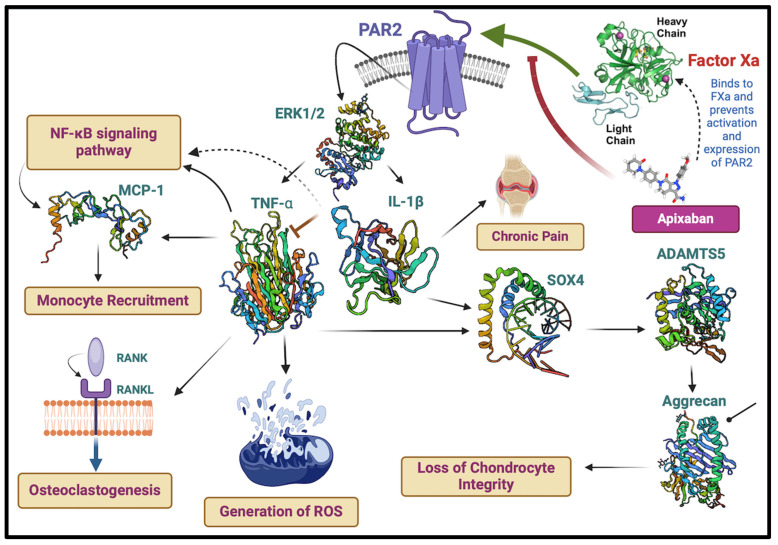 PAR2
Heavy
Chain
Factor Xa
Binds to
FXa and
prevents
activation
and
expression
of PAR2
Light
Chain
Apixaban
ERK1/2
NF-κB signaling
pathway
MCP-1
TNF-α
IL-1β
Chronic Pain
Monocyte Recruitment
SOX4
ADAMTS5
RANK
RANKL
Aggrecan
Osteoclastogenesis
Generation of ROS
Loss of Chondrocyte
Integrity